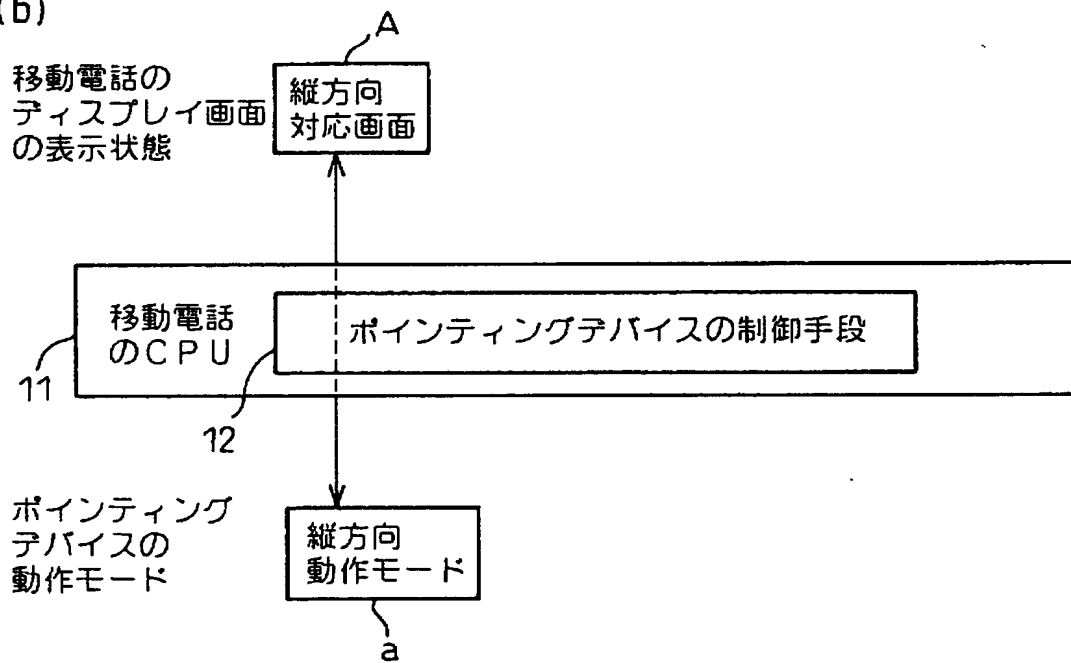 (b)
A
移動電話の
ディスプレイ画面
の表示状態
縦方向
対応画面
移動電話
のCPU
ポインティングデバイスの制御手段
11
12
ポインティング
デバイスの
動作モード
縦方向
動作モード
a